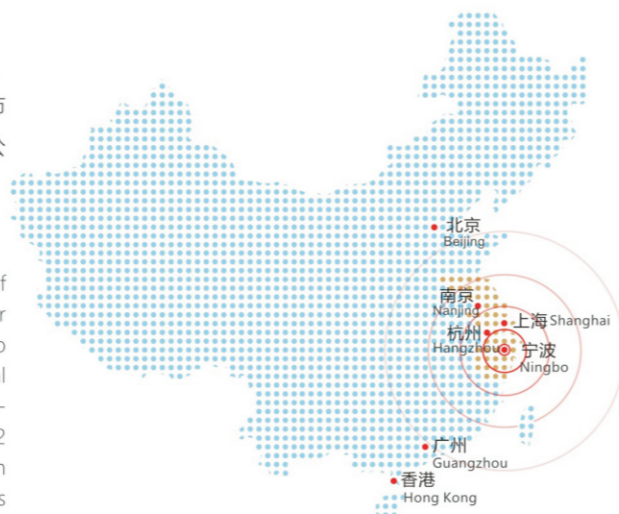 北京
Beijing
南京
Nanjing
上海 Shanghai
杭州
Hangzhou
宁波
Ningbo
广州
Guangzhou
香港
Hong Kong
f
r
o
l
-
2
n
s